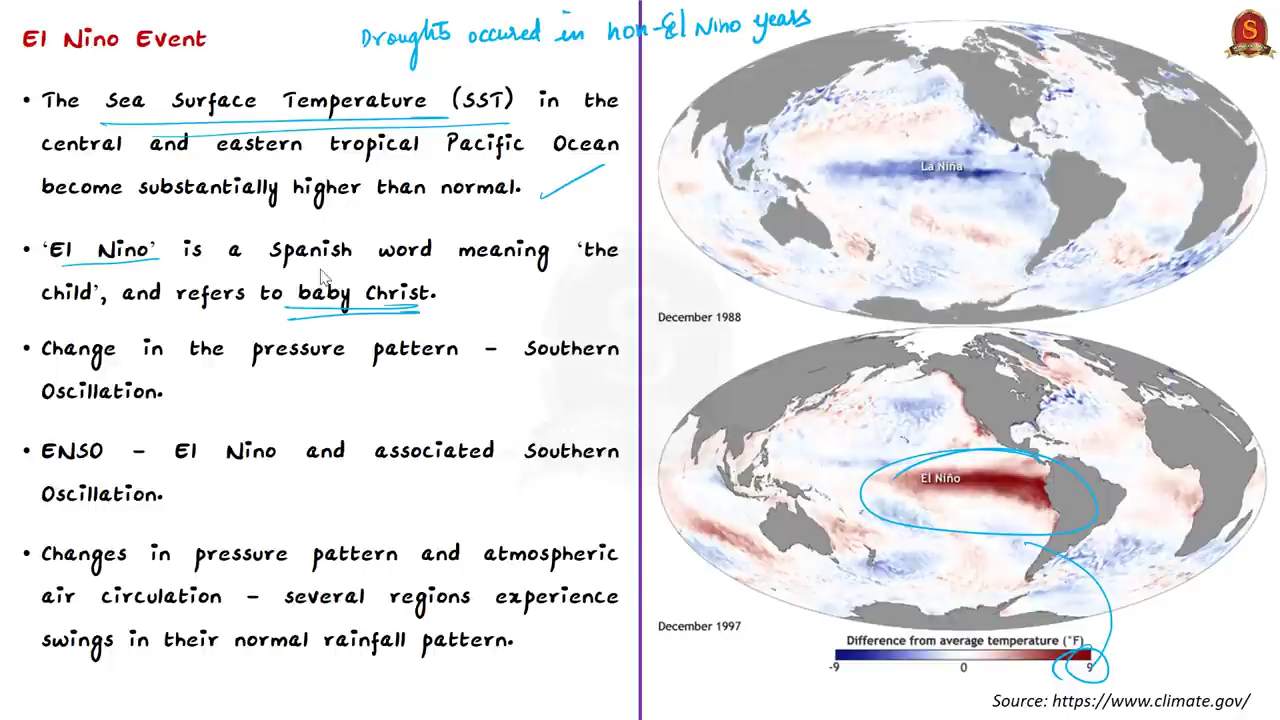 El Nino Event
Droughts occured in non-El Nino years
• The Sea Surface Temperature (SST) in the
central and eastern tropical Pacific Ocean
become substantially higher than normal.
• ‘El Nino’ is a Spanish word meaning ‘the
child’, and refers to baby Christ.
• Change in the pressure pattern – Southern
Oscillation.
• ENSO – El Nino and associated Southern
Oscillation.
• Changes in pressure pattern and atmospheric
air circulation – several regions experience
swings in their normal rainfall pattern.
S
La Niña
December 1988
El Niño
December 1997
Difference from average temperature (°F)
-9 0 9
Source: https://www.climate.gov/